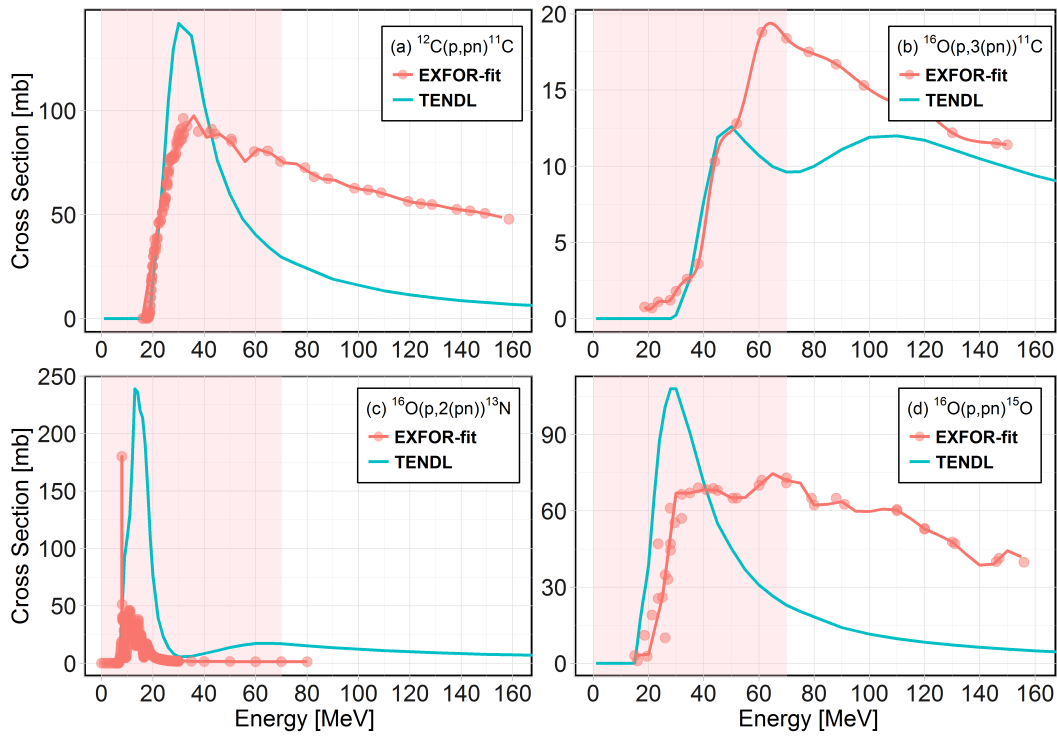 (a) ¹²C(p,pn)¹¹C
EXFOR-fit
TENDL
Cross Section [mb]
100
50
0
0 20 40 60 80 100 120 140 160
(b) ¹⁶O(p,3(pn))¹¹C
EXFOR-fit
TENDL
20
15
10
5
0
0 20 40 60 80 100 120 140 160
(c) ¹⁶O(p,2(pn))¹³N
EXFOR-fit
TENDL
Cross Section [mb]
250
200
150
100
50
0
0 20 40 60 80 100 120 140 160
Energy [MeV]
(d) ¹⁶O(p,pn)¹⁵O
EXFOR-fit
TENDL
90
60
30
0
0 20 40 60 80 100 120 140 160
Energy [MeV]